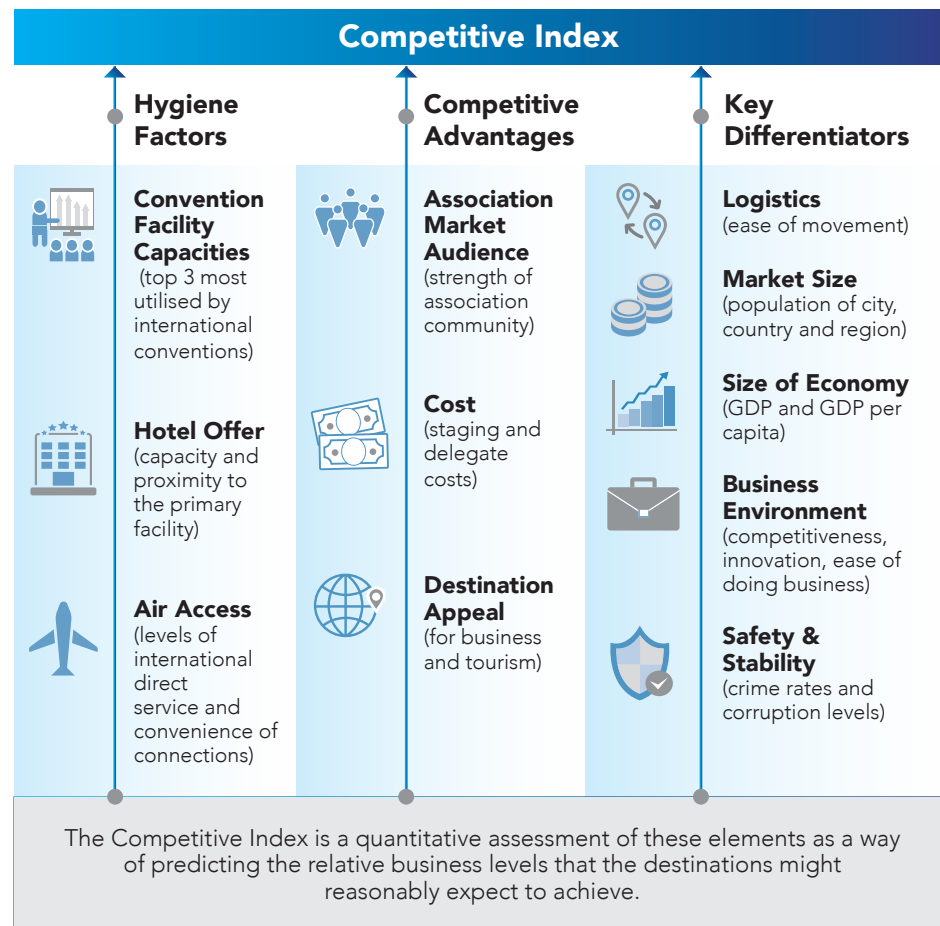 Competitive Index
Hygiene
Factors
Convention
Facility
Capacities
(top 3 most
utilised by
international
conventions)
Hotel Offer
(capacity and
proximity to
the primary
facility)
Air Access
(levels of
international
direct
service and
convenience of
connections)
Competitive
Advantages
Association
Market
Audience
(strength of
association
community)
Cost
(staging and
delegate
costs)
Destination
Appeal
(for business
and tourism)
Key
Differentiators
Logistics
(ease of movement)
Market Size
(population of city,
country and region)
Size of Economy
(GDP and GDP per
capita)
Business
Environment
(competitiveness,
innovation, ease of
doing business)
Safety &
Stability
(crime rates and
corruption levels)
The Competitive Index is a quantitative assessment of these elements as a way
of predicting the relative business levels that the destinations might
reasonably expect to achieve.